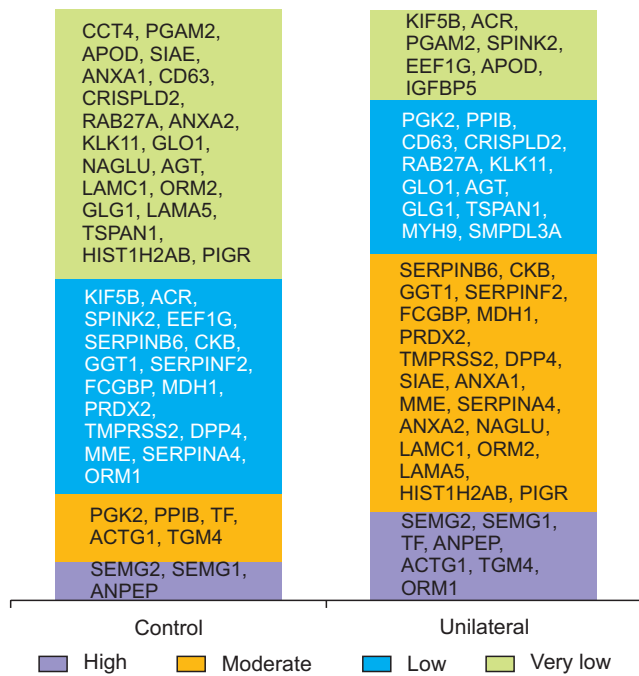 CCT4, PGAM2,
APOD, SIAE,
ANXA1, CD63,
CRISPLD2,
RAB27A, ANXA2,
KLK11, GLO1,
NAGLU, AGT,
LAMC1, ORM2,
GLG1, LAMA5,
TSPAN1,
HIST1H2AB, PIGR
KIF5B, ACR,
SPINK2, EEF1G,
SERPINB6, CKB,
GGT1, SERPINF2,
FCGBP, MDH1,
PRDX2,
TMPRSS2, DPP4,
MME, SERPINA4,
ORM1
PGK2, PPIB, TF,
ACTG1, TGM4
SEMG2, SEMG1,
ANPEP
KIF5B, ACR,
PGAM2, SPINK2,
EEF1G, APOD,
IGFBP5
PGK2, PPIB,
CD63, CRISPLD2,
RAB27A, KLK11,
GLO1, AGT,
GLG1, TSPAN1,
MYH9, SMPDL3A
SERPINB6, CKB,
GGT1, SERPINF2,
FCGBP, MDH1,
PRDX2,
TMPRSS2, DPP4,
SIAE, ANXA1,
MME, SERPINA4,
ANXA2, NAGLU,
LAMC1, ORM2,
LAMA5,
HIST1H2AB, PIGR
SEMG2, SEMG1,
TF, ANPEP,
ACTG1, TGM4,
ORM1
Control
Unilateral
High
Moderate
Low
Very low